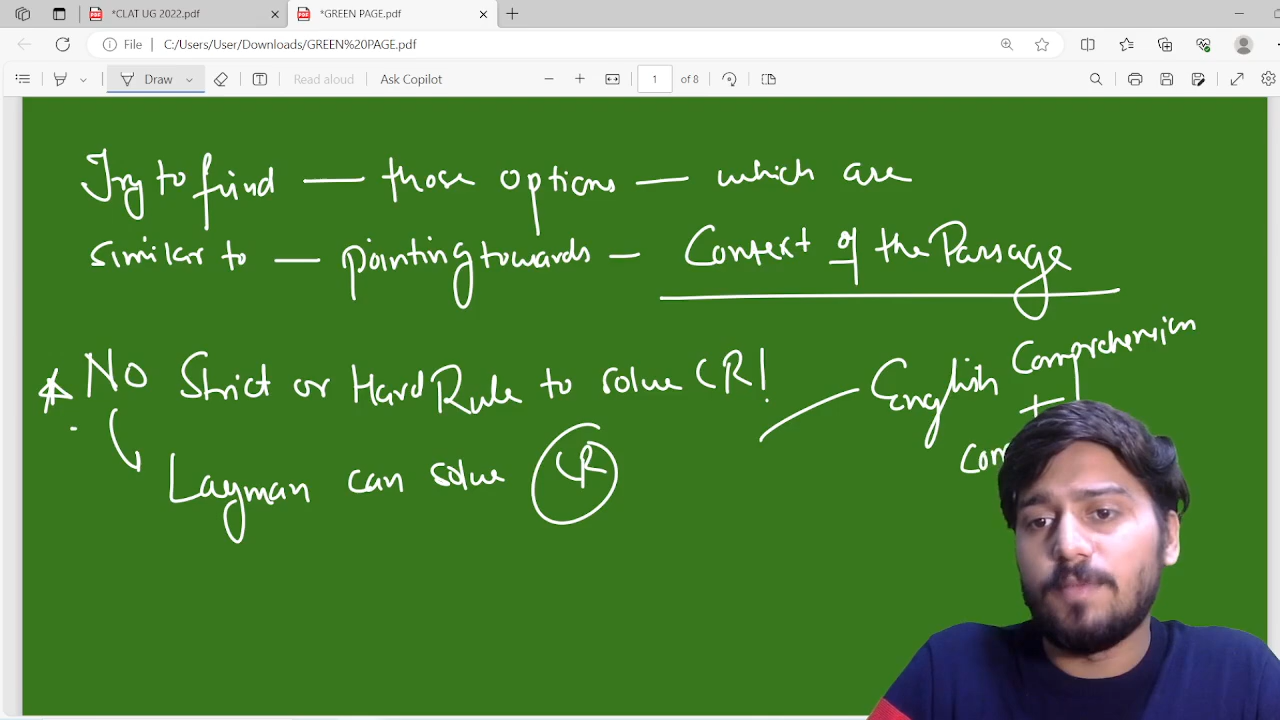 *CLAT UG 2022.pdf
*GREEN PAGE.pdf
File C:/Users/User/Downloads/GREEN%20PAGE.pdf
Draw Read aloud Ask Copilot 1 of 8
Try to find — those options — which are
similar to — pointing towards — Context of the Passage
No Strict or Hard Rule to solve CR!
English Comprehension
+
Layman can solve CR